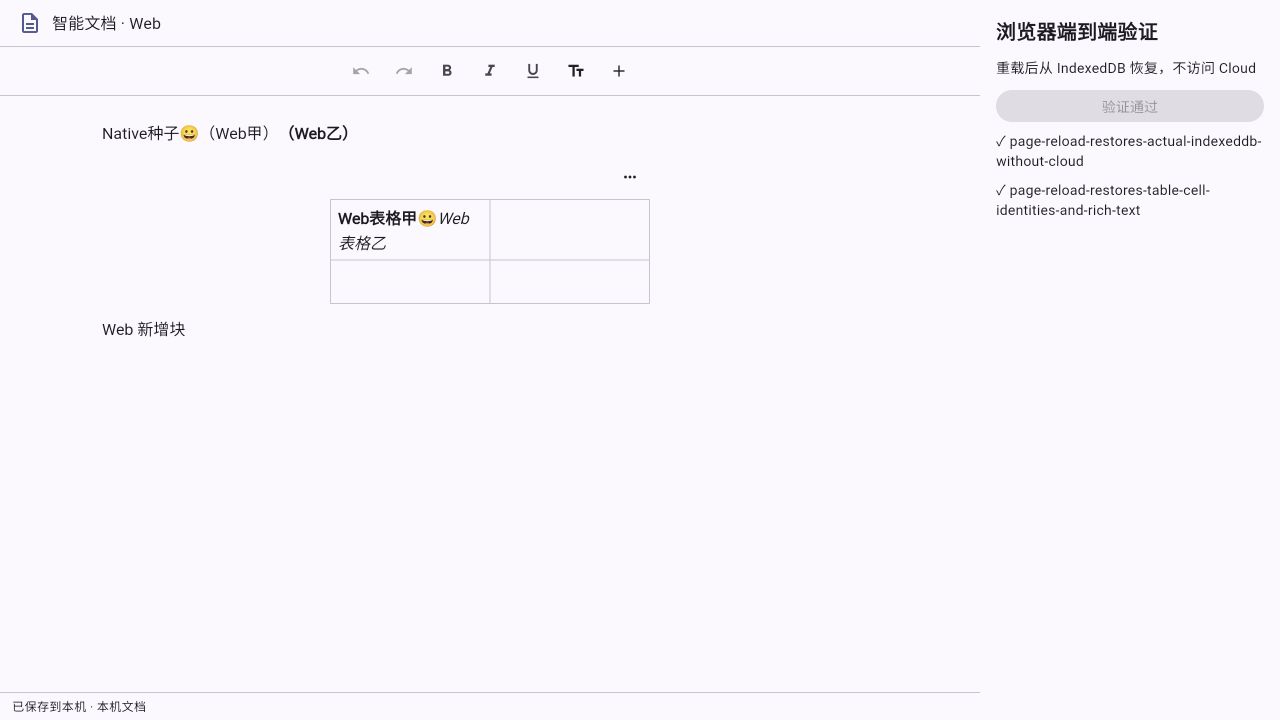 智能文档 · Web
B I U Tt +
Native种子😀（Web甲）（Web乙）
Web表格甲😀Web
表格乙
Web 新增块
已保存到本机 · 本机文档
浏览器端到端验证
重载后从 IndexedDB 恢复，不访问 Cloud
验证通过
✓ page-reload-restores-actual-indexeddb-
without-cloud
✓ page-reload-restores-table-cell-
identities-and-rich-text